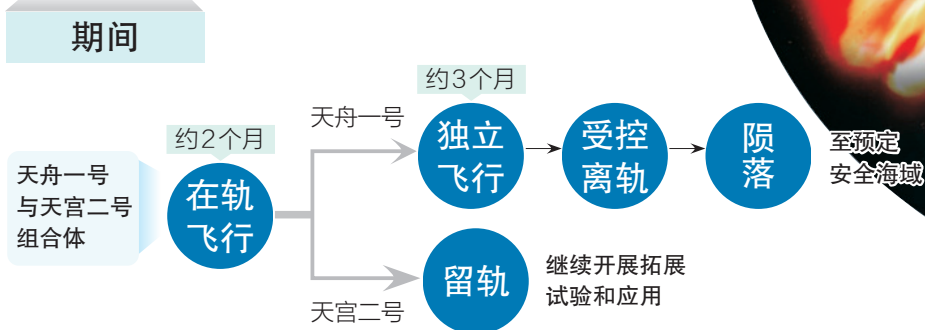 期间
天舟一号
与天宫二号
组合体
约2个月
在轨
飞行
天舟一号
约3个月
独立
飞行
受控
离轨
陨
落
至预定
安全海域
天宫二号
留轨
继续开展拓展
试验和应用